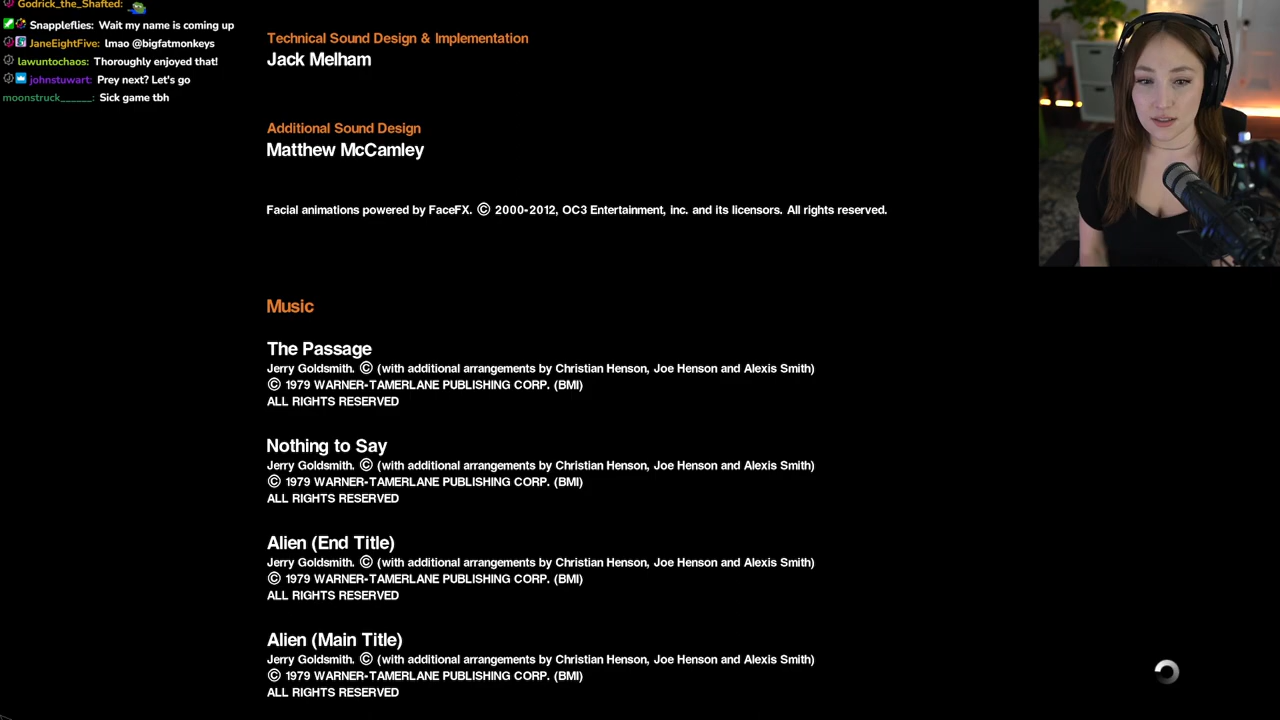 Godrick_the_Shafted:
Snappleflies: Wait my name is coming up
JaneEightFive: lmao @bigfatmonkeys
lawuntochaos: Thoroughly enjoyed that!
johnstuwart: Prey next? Let's go
moonstruck______: Sick game tbh
Technical Sound Design & Implementation
Jack Melham
Additional Sound Design
Matthew McCamley
Facial animations powered by FaceFX. © 2000-2012, OC3 Entertainment, inc. and its licensors. All rights reserved.
Music
The Passage
Jerry Goldsmith. © (with additional arrangements by Christian Henson, Joe Henson and Alexis Smith)
© 1979 WARNER-TAMERLANE PUBLISHING CORP. (BMI)
ALL RIGHTS RESERVED
Nothing to Say
Jerry Goldsmith. © (with additional arrangements by Christian Henson, Joe Henson and Alexis Smith)
© 1979 WARNER-TAMERLANE PUBLISHING CORP. (BMI)
ALL RIGHTS RESERVED
Alien (End Title)
Jerry Goldsmith. © (with additional arrangements by Christian Henson, Joe Henson and Alexis Smith)
© 1979 WARNER-TAMERLANE PUBLISHING CORP. (BMI)
ALL RIGHTS RESERVED
Alien (Main Title)
Jerry Goldsmith. © (with additional arrangements by Christian Henson, Joe Henson and Alexis Smith)
© 1979 WARNER-TAMERLANE PUBLISHING CORP. (BMI)
ALL RIGHTS RESERVED